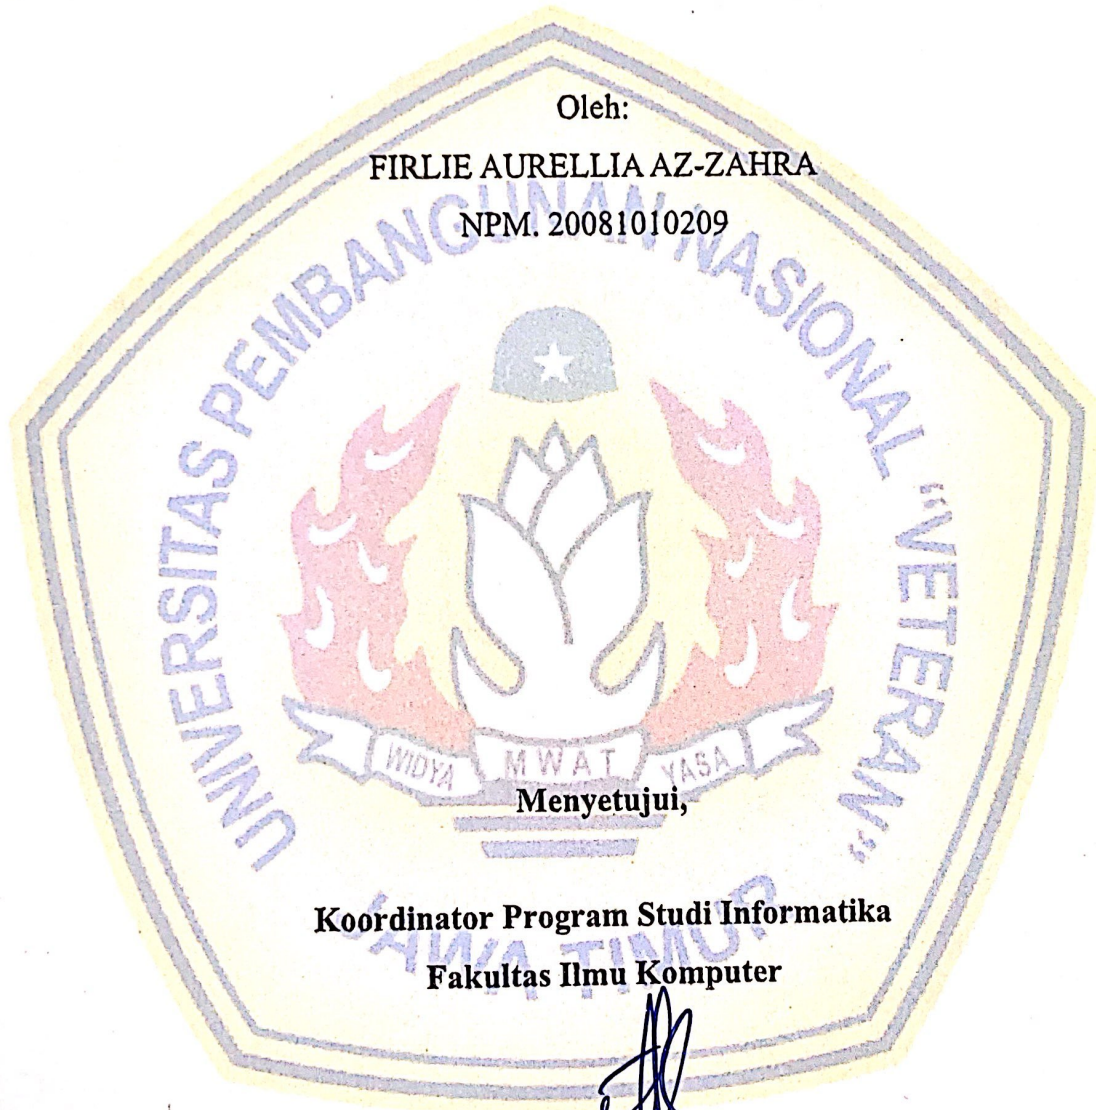 Oleh:
FIRLIE AURELLIA AZ-ZAHRA
NPM. 20081010209
UNIVERSITAS PEMBANGUNAN NASIONAL "VETERAN"
WIDYA MWAT YASA
Menyetujui,
Koordinator Program Studi Informatika
JAWA TIMUR
Fakultas Ilmu Komputer